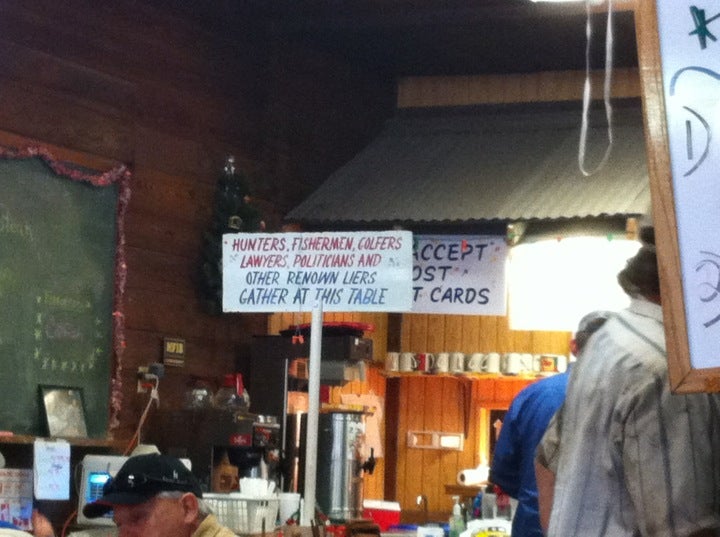 HUNTERS, FISHERMEN, GOLFERS
LAWYERS, POLITICIANS AND
OTHER RENOWN LIERS
GATHER AT THIS TABLE
ACCEPT
OST
T CARDS
D